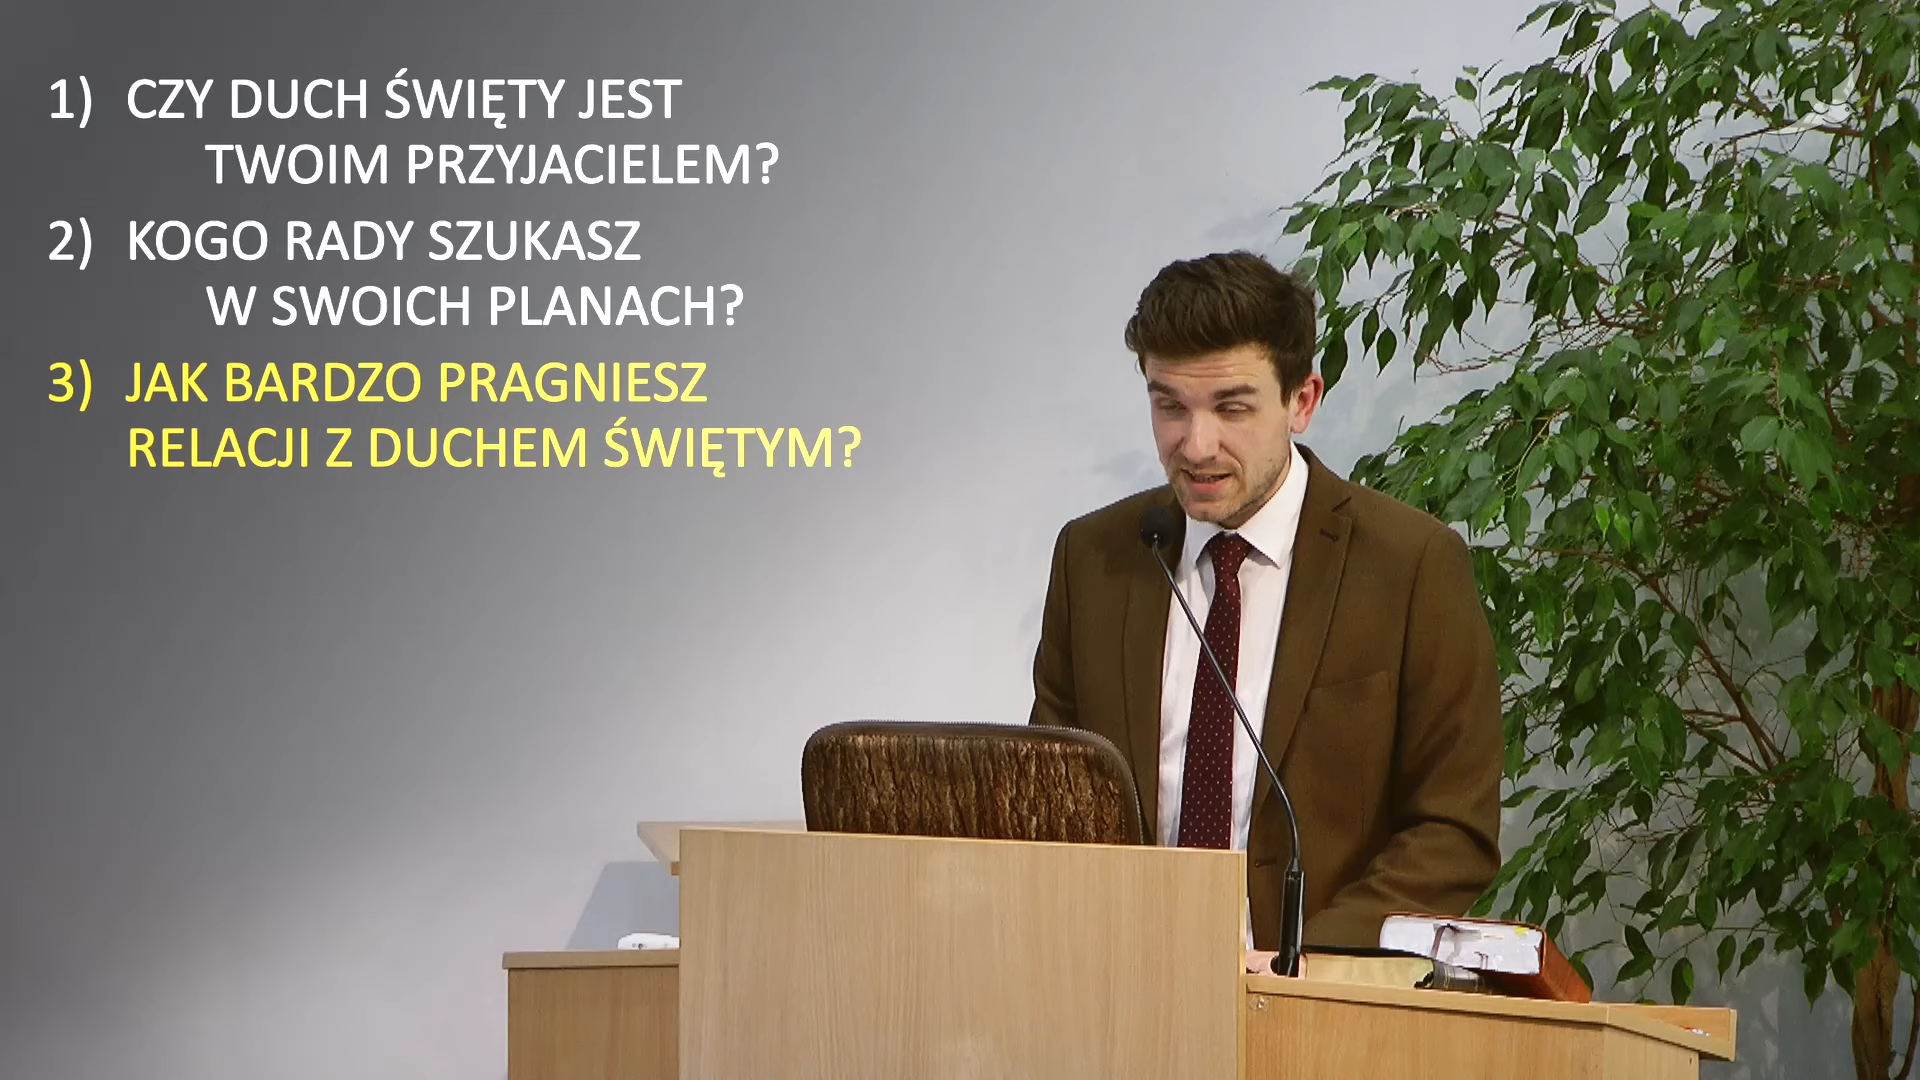 1) CZY DUCH ŚWIĘTY JEST
TWOIM PRZYJACIELEM?
2) KOGO RADY SZUKASZ
W SWOICH PLANACH?
3) JAK BARDZO PRAGNIESZ
RELACJI Z DUCHEM ŚWIĘTYM?